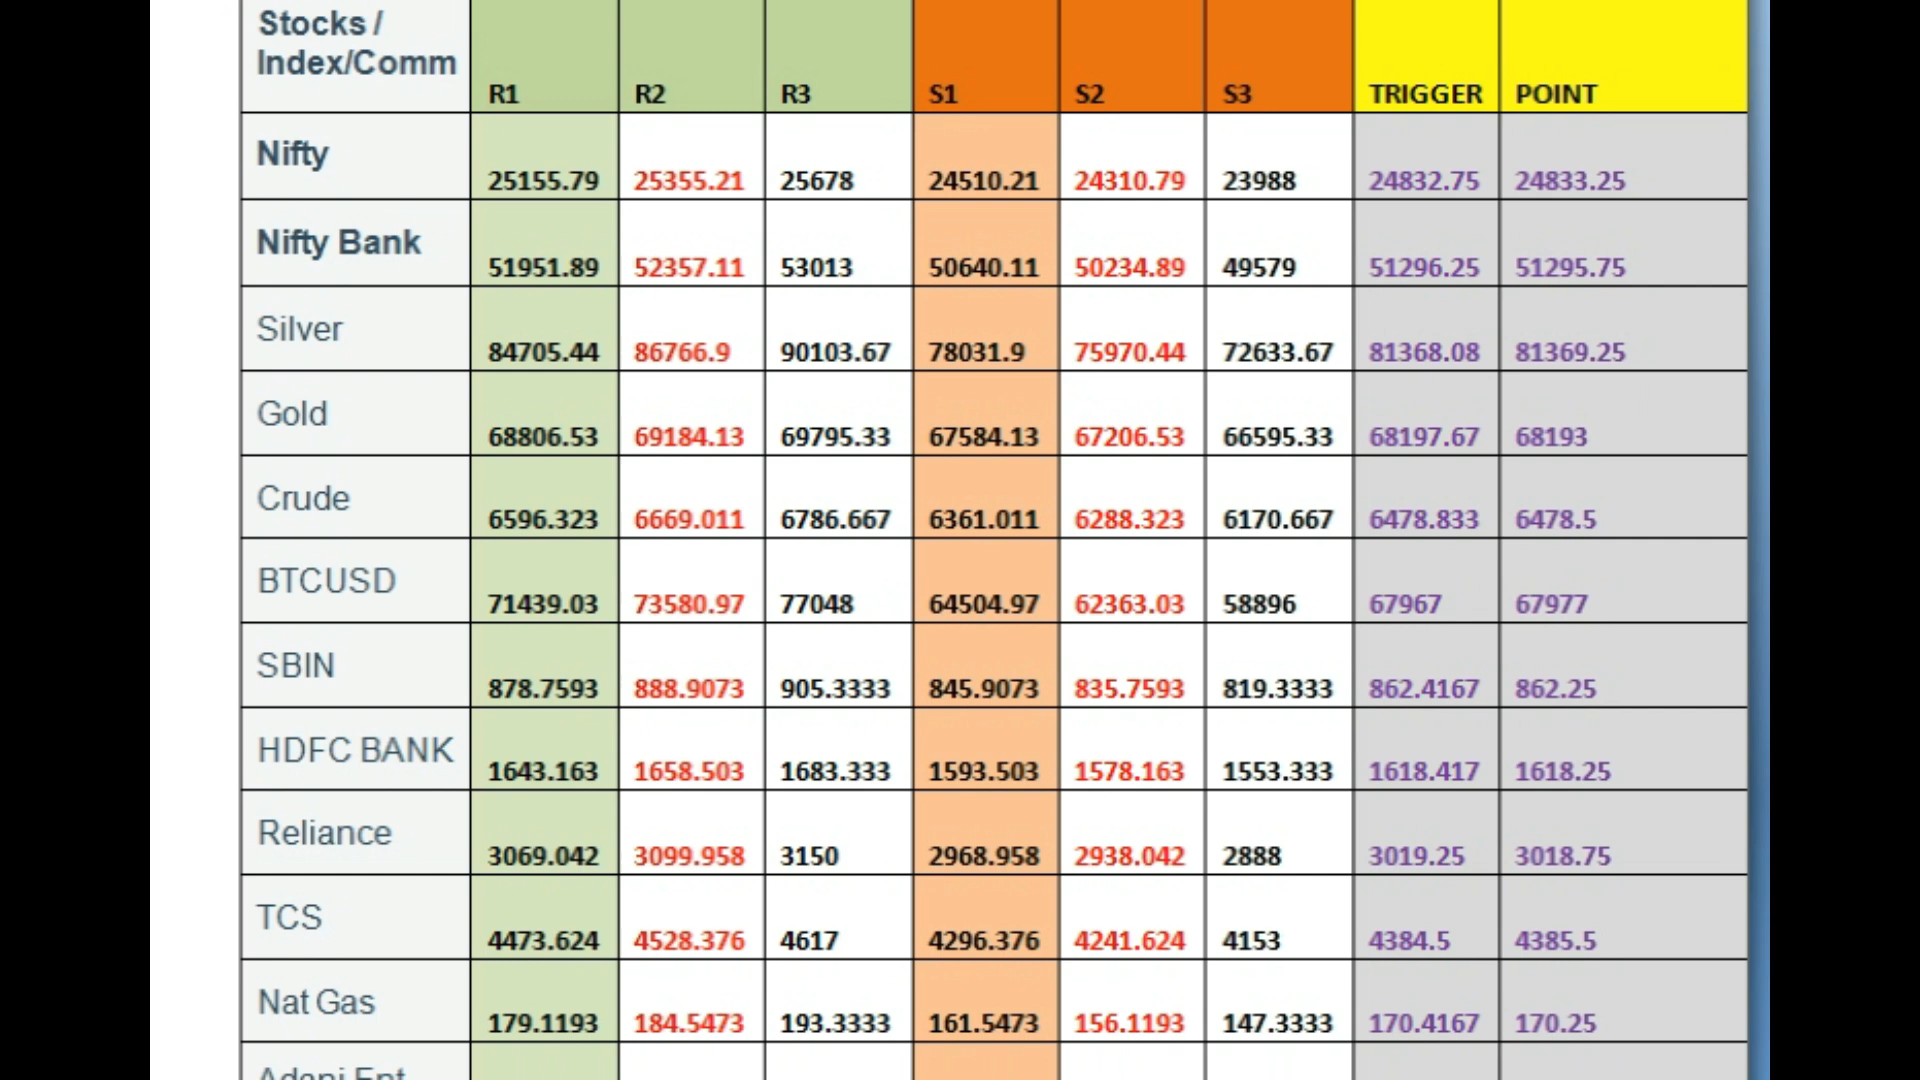 Stocks /
Index/Comm R1 R2 R3 S1 S2 S3 TRIGGER POINT
Nifty 25155.79 25355.21 25678 24510.21 24310.79 23988 24832.75 24833.25
Nifty Bank 51951.89 52357.11 53013 50640.11 50234.89 49579 51296.25 51295.75
Silver 84705.44 86766.9 90103.67 78031.9 75970.44 72633.67 81368.08 81369.25
Gold 68806.53 69184.13 69795.33 67584.13 67206.53 66595.33 68197.67 68193
Crude 6596.323 6669.011 6786.667 6361.011 6288.323 6170.667 6478.833 6478.5
BTCUSD 71439.03 73580.97 77048 64504.97 62363.03 58896 67967 67977
SBIN 878.7593 888.9073 905.3333 845.9073 835.7593 819.3333 862.4167 862.25
HDFC BANK 1643.163 1658.503 1683.333 1593.503 1578.163 1553.333 1618.417 1618.25
Reliance 3069.042 3099.958 3150 2968.958 2938.042 2888 3019.25 3018.75
TCS 4473.624 4528.376 4617 4296.376 4241.624 4153 4384.5 4385.5
Nat Gas 179.1193 184.5473 193.3333 161.5473 156.1193 147.3333 170.4167 170.25
Adani Ent